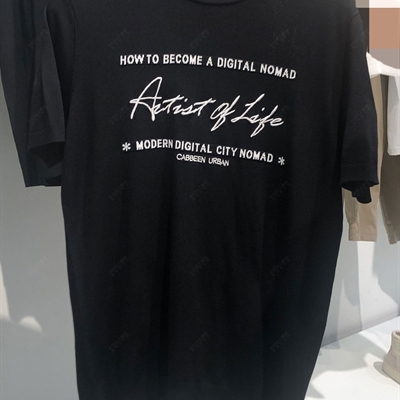 HOW TO BECOME A DIGITAL NOMAD
Artist Of Life
* MODERN DIGITAL CITY NOMAD *
CABBEEN URBAN